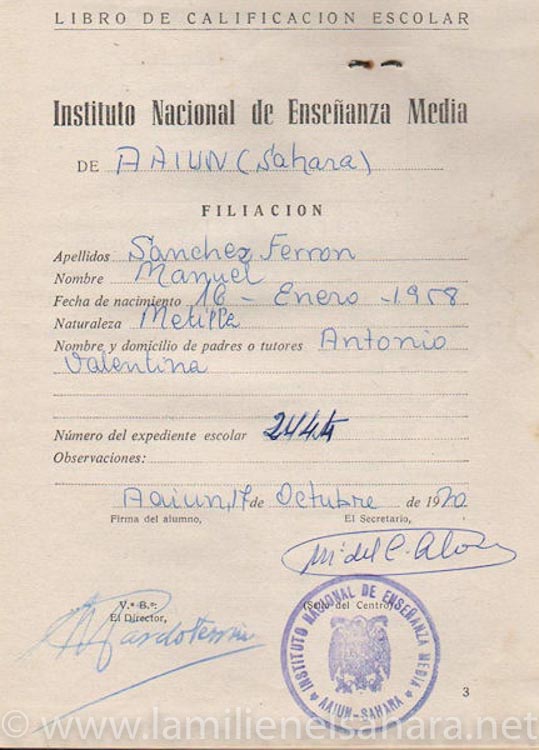 LIBRO DE CALIFICACION ESCOLAR
Instituto Nacional de Enseñanza Media
DE AAIUN (Sahara)
FILIACION
Apellidos Sanchez Ferron
Nombre Manuel
Fecha de nacimiento 16 - Enero - 1958
Naturaleza Melilla
Nombre y domicilio de padres o tutores Antonio
Valentina
Número del expediente escolar 2444
Observaciones:
Aaiun, 17 de Octubre de 1970
Firma del alumno, El Secretario,
Mª del C.
V.º B.º: (Sello del Centro)
El Director,
INSTITUTO NACIONAL DE ENSEÑANZA MEDIA
AAIUN-SAHARA
3
© www.lamilienelsahara.net